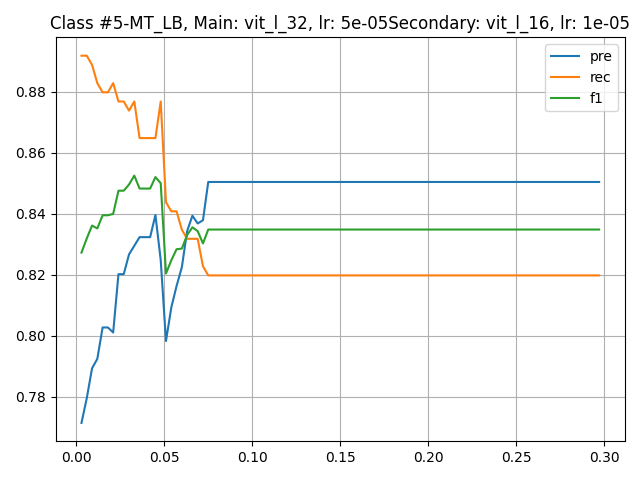 Class #5-MT_LB, Main: vit_l_32, lr: 5e-05Secondary: vit_l_16, lr: 1e-05
pre
rec
f1
0.88
0.86
0.84
0.82
0.80
0.78
0.00 0.05 0.10 0.15 0.20 0.25 0.30